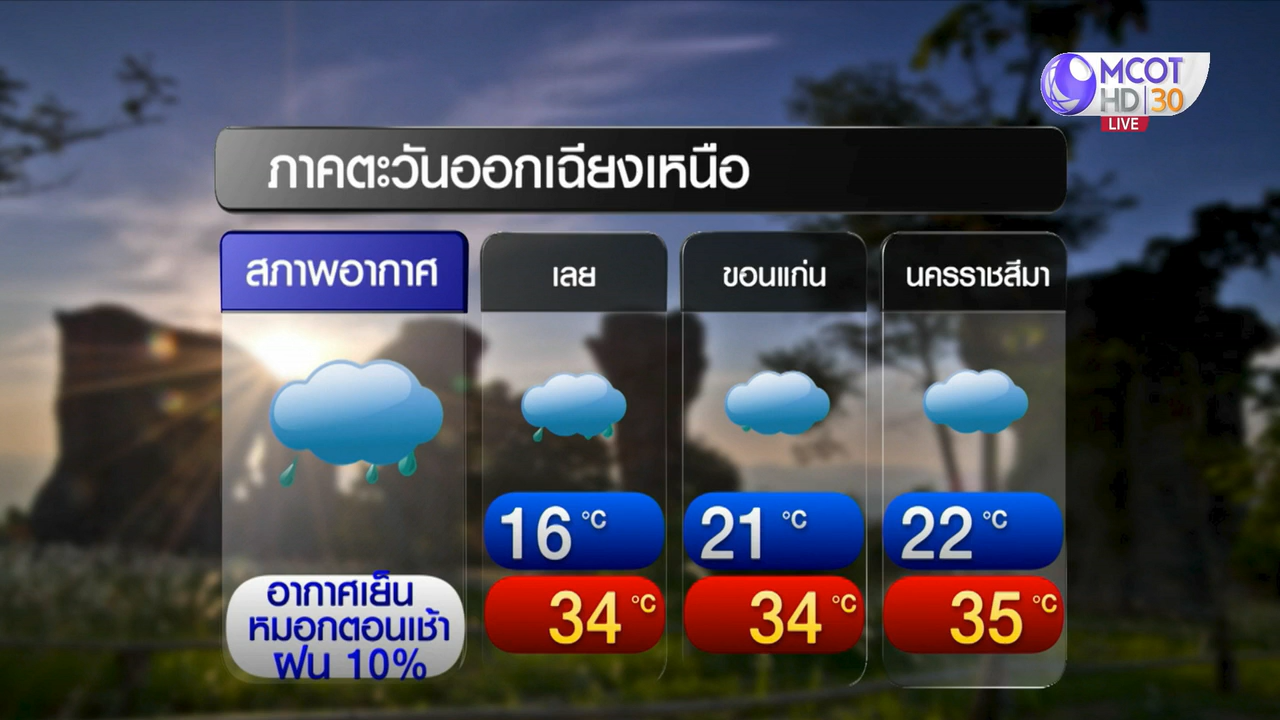 MCOT
HD|30
LIVE
ภาคตะวันออกเฉียงเหนือ
สภาพอากาศ
เลย
ขอนแก่น
นครราชสีมา
16 °C
21 °C
22 °C
34 °C
34 °C
35 °C
อากาศเย็น
หมอกตอนเช้า
ฝน 10%